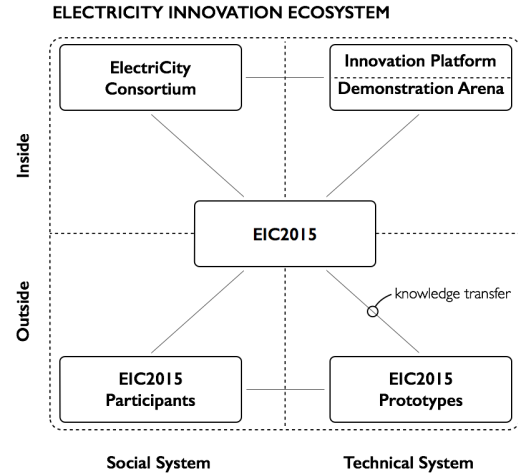 ELECTRICITY INNOVATION ECOSYSTEM
ElectriCity
Consortium
Innovation Platform
Demonstration Arena
Inside
EIC2015
Outside
knowledge transfer
EIC2015
Participants
EIC2015
Prototypes
Social System
Technical System